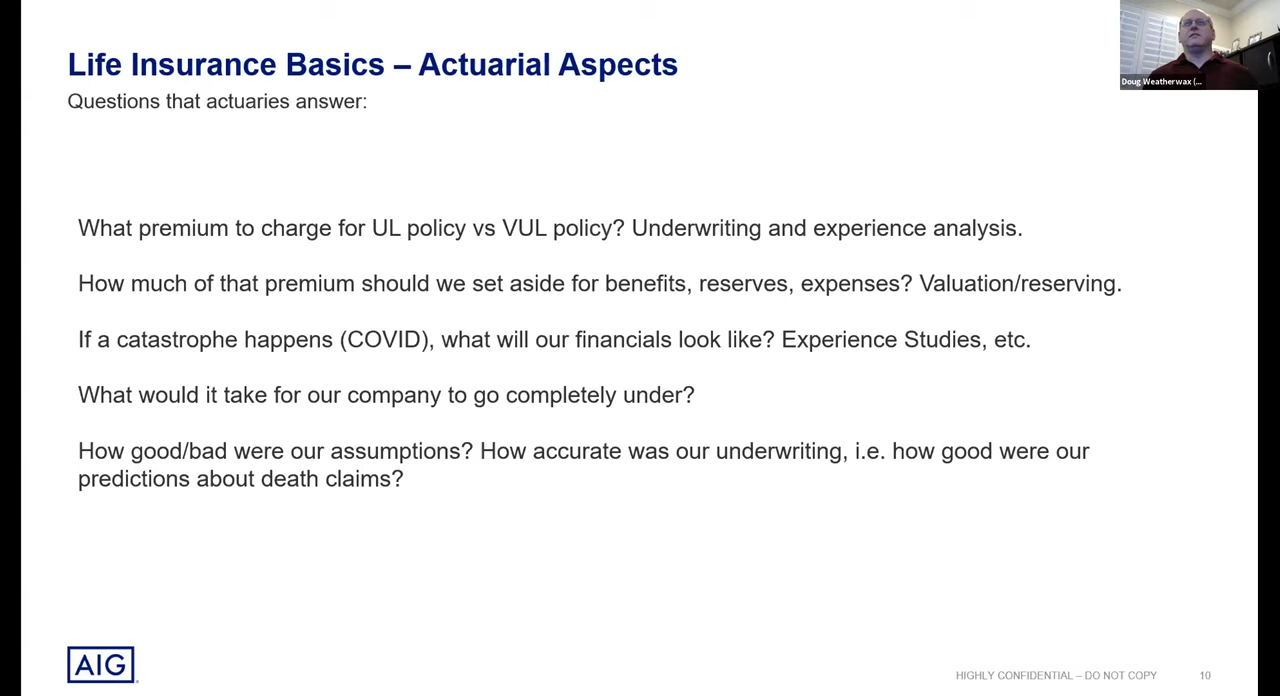 Life Insurance Basics – Actuarial Aspects
Questions that actuaries answer:
Doug Weatherwax (...
What premium to charge for UL policy vs VUL policy? Underwriting and experience analysis.
How much of that premium should we set aside for benefits, reserves, expenses? Valuation/reserving.
If a catastrophe happens (COVID), what will our financials look like? Experience Studies, etc.
What would it take for our company to go completely under?
How good/bad were our assumptions? How accurate was our underwriting, i.e. how good were our
predictions about death claims?
AIG
HIGHLY CONFIDENTIAL – DO NOT COPY
10